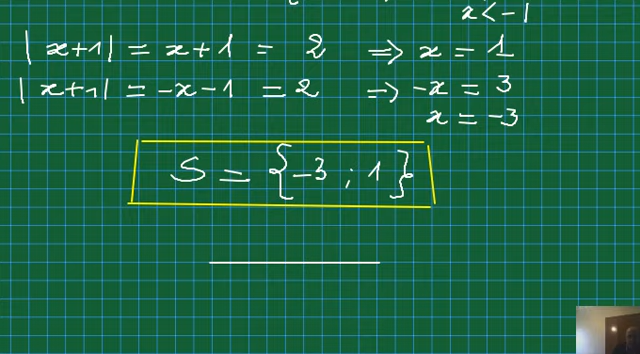 x < -1
|x+1| = x+1 = 2 ⇒ x = 1
|x+1| = -x-1 = 2 ⇒ -x = 3
x = -3
S = {-3 ; 1}